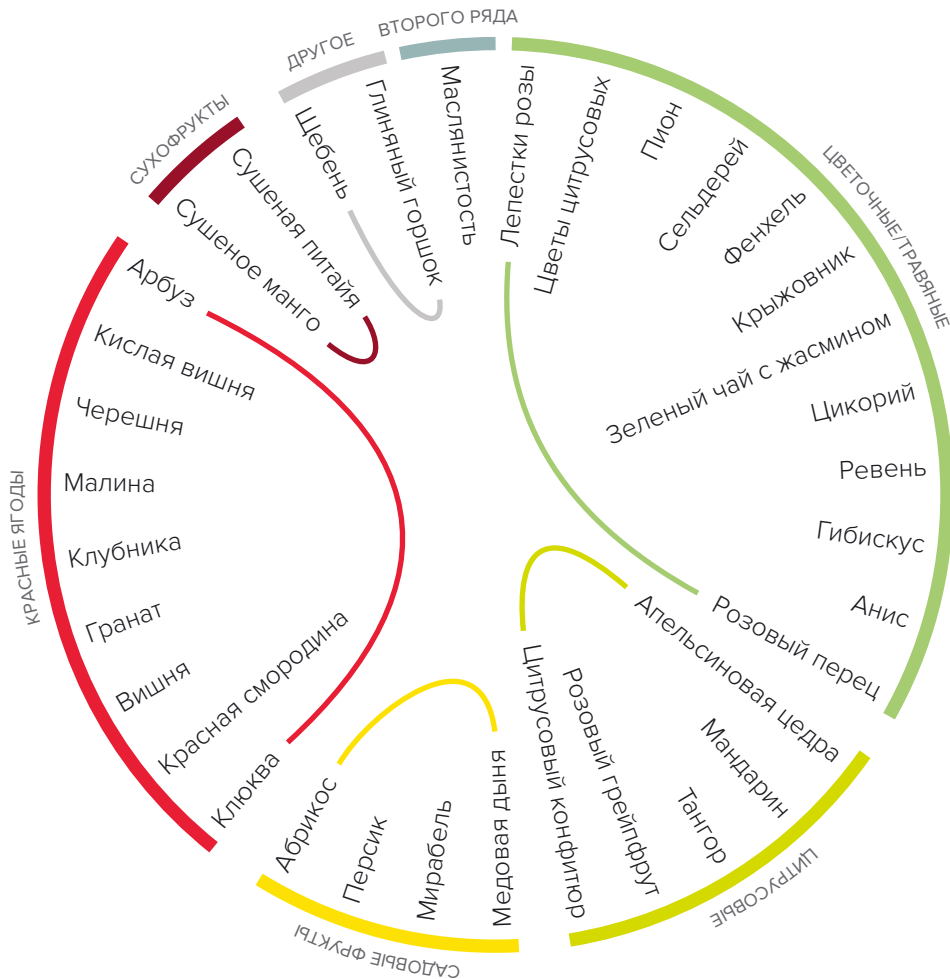 ВТОРОГО РЯДА
Маслянистость
ЦВЕТОЧНЫЕ/ТРАВЯНЫЕ
Лепестки розы
Цветы цитрусовых
Пион
Сельдерей
Фенхель
Крыжовник
Зеленый чай с жасмином
Цикорий
Ревень
Гибискус
Анис
Розовый перец
ЦИТРУСОВЫЕ
Апельсиновая цедра
Мандарин
Тангор
Розовый грейпфрут
Цитрусовый конфитюр
САДОВЫЕ ФРУКТЫ
Медовая дыня
Мирабель
Персик
Абрикос
КРАСНЫЕ ЯГОДЫ
Клюква
Красная смородина
Вишня
Гранат
Клубника
Малина
Черешня
Кислая вишня
Арбуз
СУХОФРУКТЫ
Сушеное манго
Сушеная питайя
ДРУГОЕ
Щебень
Глиняный горшок